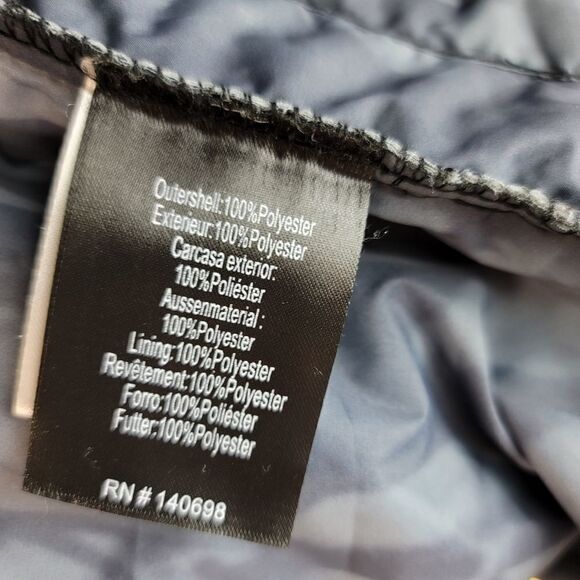 Outershell:100%Polyester
Exterieur:100%Polyester
Carcasa exterior:
100%Poliéster
Aussenmaterial:
100%Polyester
Lining:100%Polyester
Revêtement:100%Polyester
Forro:100%Poliéster
Futter:100%Polyester
RN # 140698